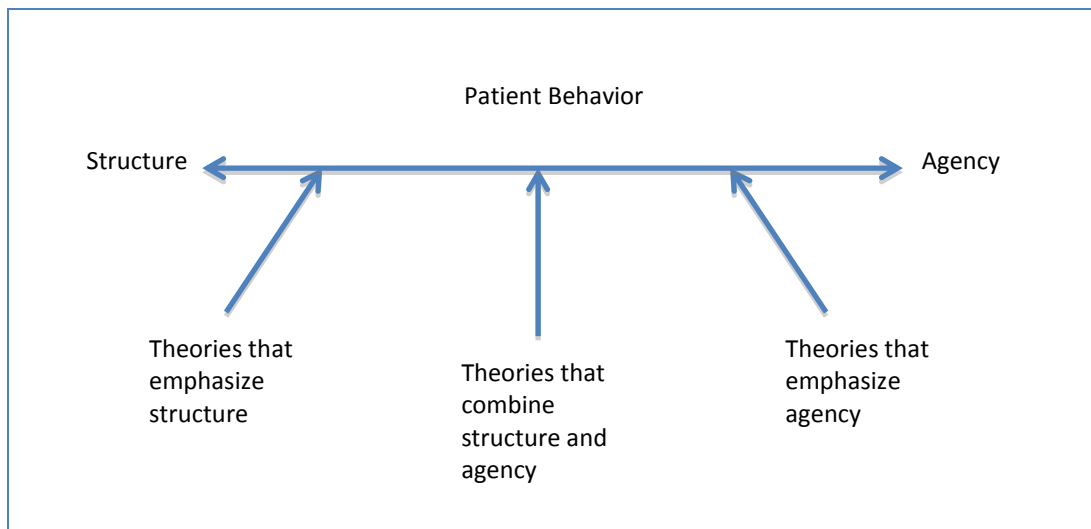 Patient Behavior
Structure
Agency
Theories that
emphasize
structure
Theories that
combine
structure and
agency
Theories that
emphasize
agency